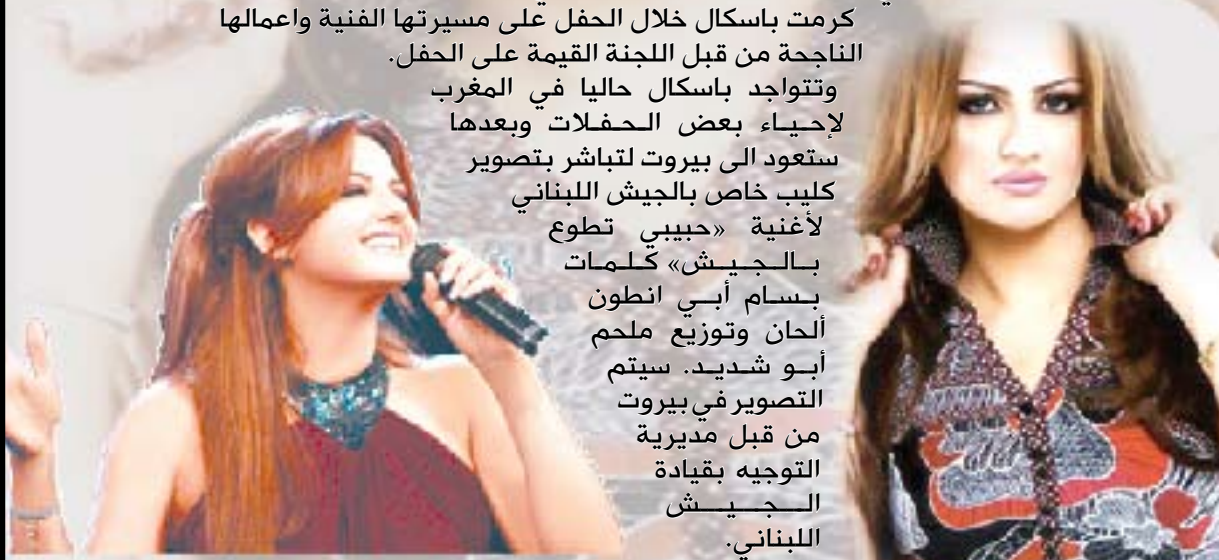 كرمت باسكال خلال الحفل على مسيرتها الفنية واعمالها
الناجحة من قبل اللجنة القيمة على الحفل.
وتتواجد باسكال حاليا في المغرب
لإحياء بعض الحفلات وبعدها
ستعود الى بيروت لتباشر بتصوير
كليب خاص بالجيش اللبناني
لأغنية «حبيبي تطوع
بالجيش» كلمات
بسام أبي انطون
ألحان وتوزيع ملحم
أبو شديد. سيتم
التصوير في بيروت
من قبل مديرية
التوجيه بقيادة
الجيش
اللبناني.